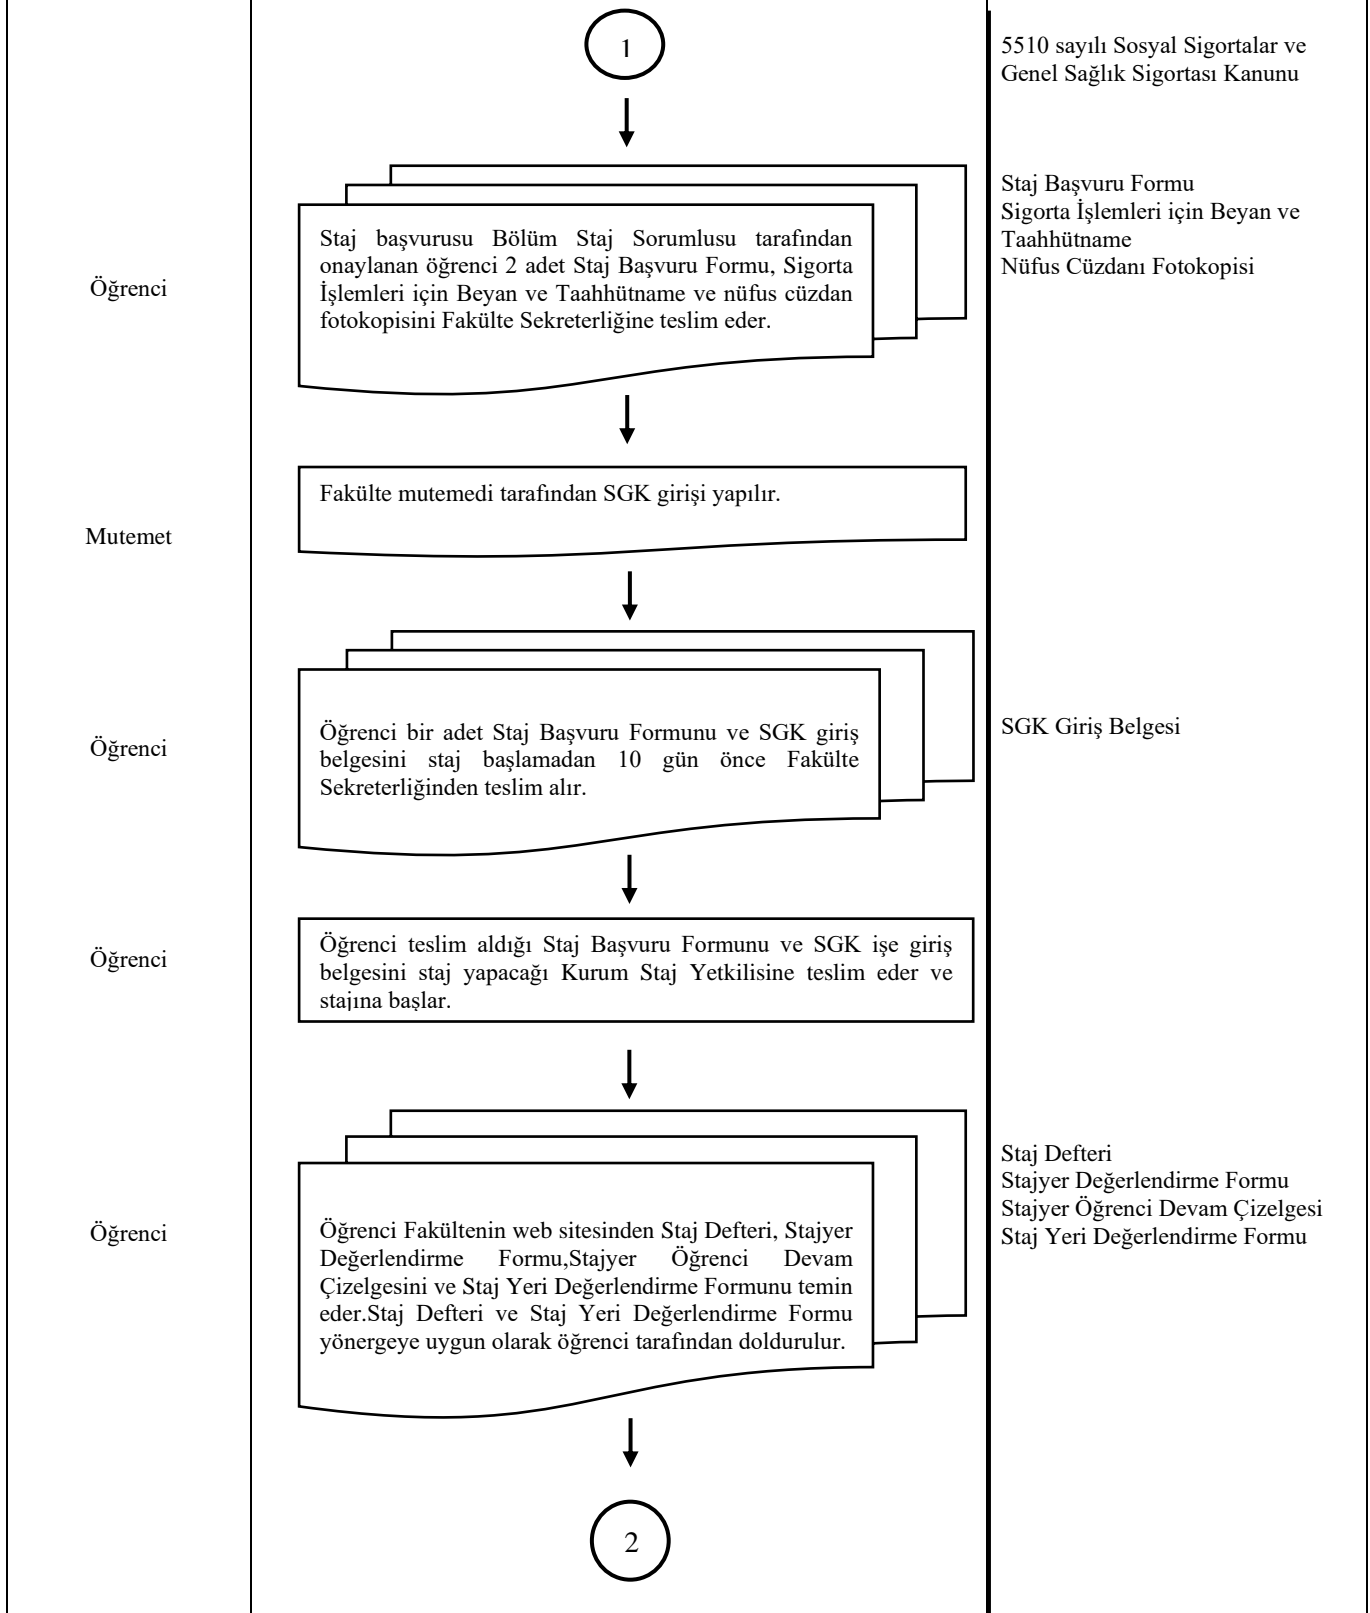 1
5510 sayılı Sosyal Sigortalar ve
Genel Sağlık Sigortası Kanunu
Öğrenci
Staj başvurusu Bölüm Staj Sorumlusu tarafından
onaylanan öğrenci 2 adet Staj Başvuru Formu, Sigorta
İşlemleri için Beyan ve Taahhütname ve nüfus cüzdan
fotokopisini Fakülte Sekreterliğine teslim eder.
Staj Başvuru Formu
Sigorta İşlemleri için Beyan ve
Taahhütname
Nüfus Cüzdanı Fotokopisi
Mutemet
Fakülte mutemedi tarafından SGK girişi yapılır.
Öğrenci
Öğrenci bir adet Staj Başvuru Formunu ve SGK giriş
belgesini staj başlamadan 10 gün önce Fakülte
Sekreterliğinden teslim alır.
SGK Giriş Belgesi
Öğrenci
Öğrenci teslim aldığı Staj Başvuru Formunu ve SGK işe giriş
belgesini staj yapacağı Kurum Staj Yetkilisine teslim eder ve
stajına başlar.
Öğrenci
Öğrenci Fakültenin web sitesinden Staj Defteri, Stajyer
Değerlendirme Formu,Stajyer Öğrenci Devam
Çizelgesini ve Staj Yeri Değerlendirme Formunu temin
eder.Staj Defteri ve Staj Yeri Değerlendirme Formu
yönergeye uygun olarak öğrenci tarafından doldurulur.
Staj Defteri
Stajyer Değerlendirme Formu
Stajyer Öğrenci Devam Çizelgesi
Staj Yeri Değerlendirme Formu
2